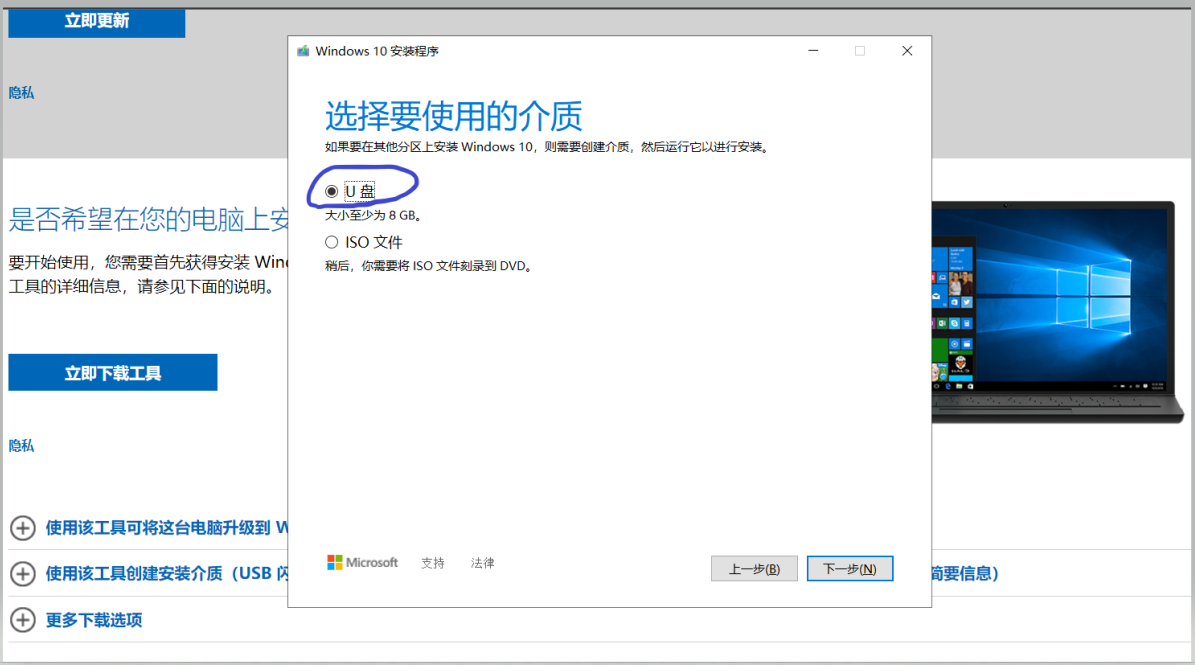 立即更新
隐私
Windows 10 安装程序
选择要使用的介质
如果要在其他分区上安装 Windows 10，则需要创建介质，然后运行它以进行安装。
U 盘
大小至少为 8 GB。
ISO 文件
稍后，你需要将 ISO 文件刻录到 DVD。
是否希望在您的电脑上安
要开始使用，您需要首先获得安装
工具的详细信息，请参见下面的说明。
立即下载工具
隐私
使用该工具可将这台电脑升级到 W
使用该工具创建安装介质（USB 闪
简要信息）
更多下载选项
Microsoft
支持
法律
上一步(B)
下一步(N)